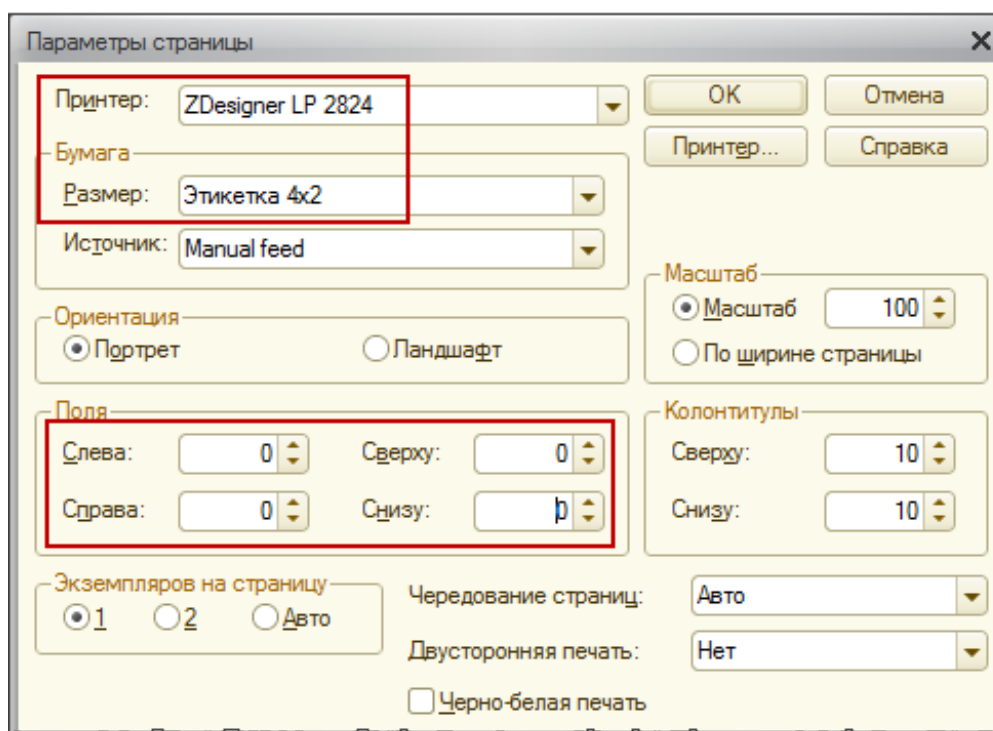 Параметры страницы
Принтер: ZDesigner LP 2824 OK Отмена
Принтер... Справка
Бумага
Размер: Этикетка 4x2
Источник: Manual feed
Масштаб
Масштаб 100
По ширине страницы
Ориентация
Портрет Ландшафт
Поля
Слева: 0 Сверху: 0
Справа: 0 Снизу: 0
Колонтитулы
Сверху: 10
Снизу: 10
Экземпляров на страницу
1 2 Авто
Чередование страниц: Авто
Двусторонняя печать: Нет
Черно-белая печать